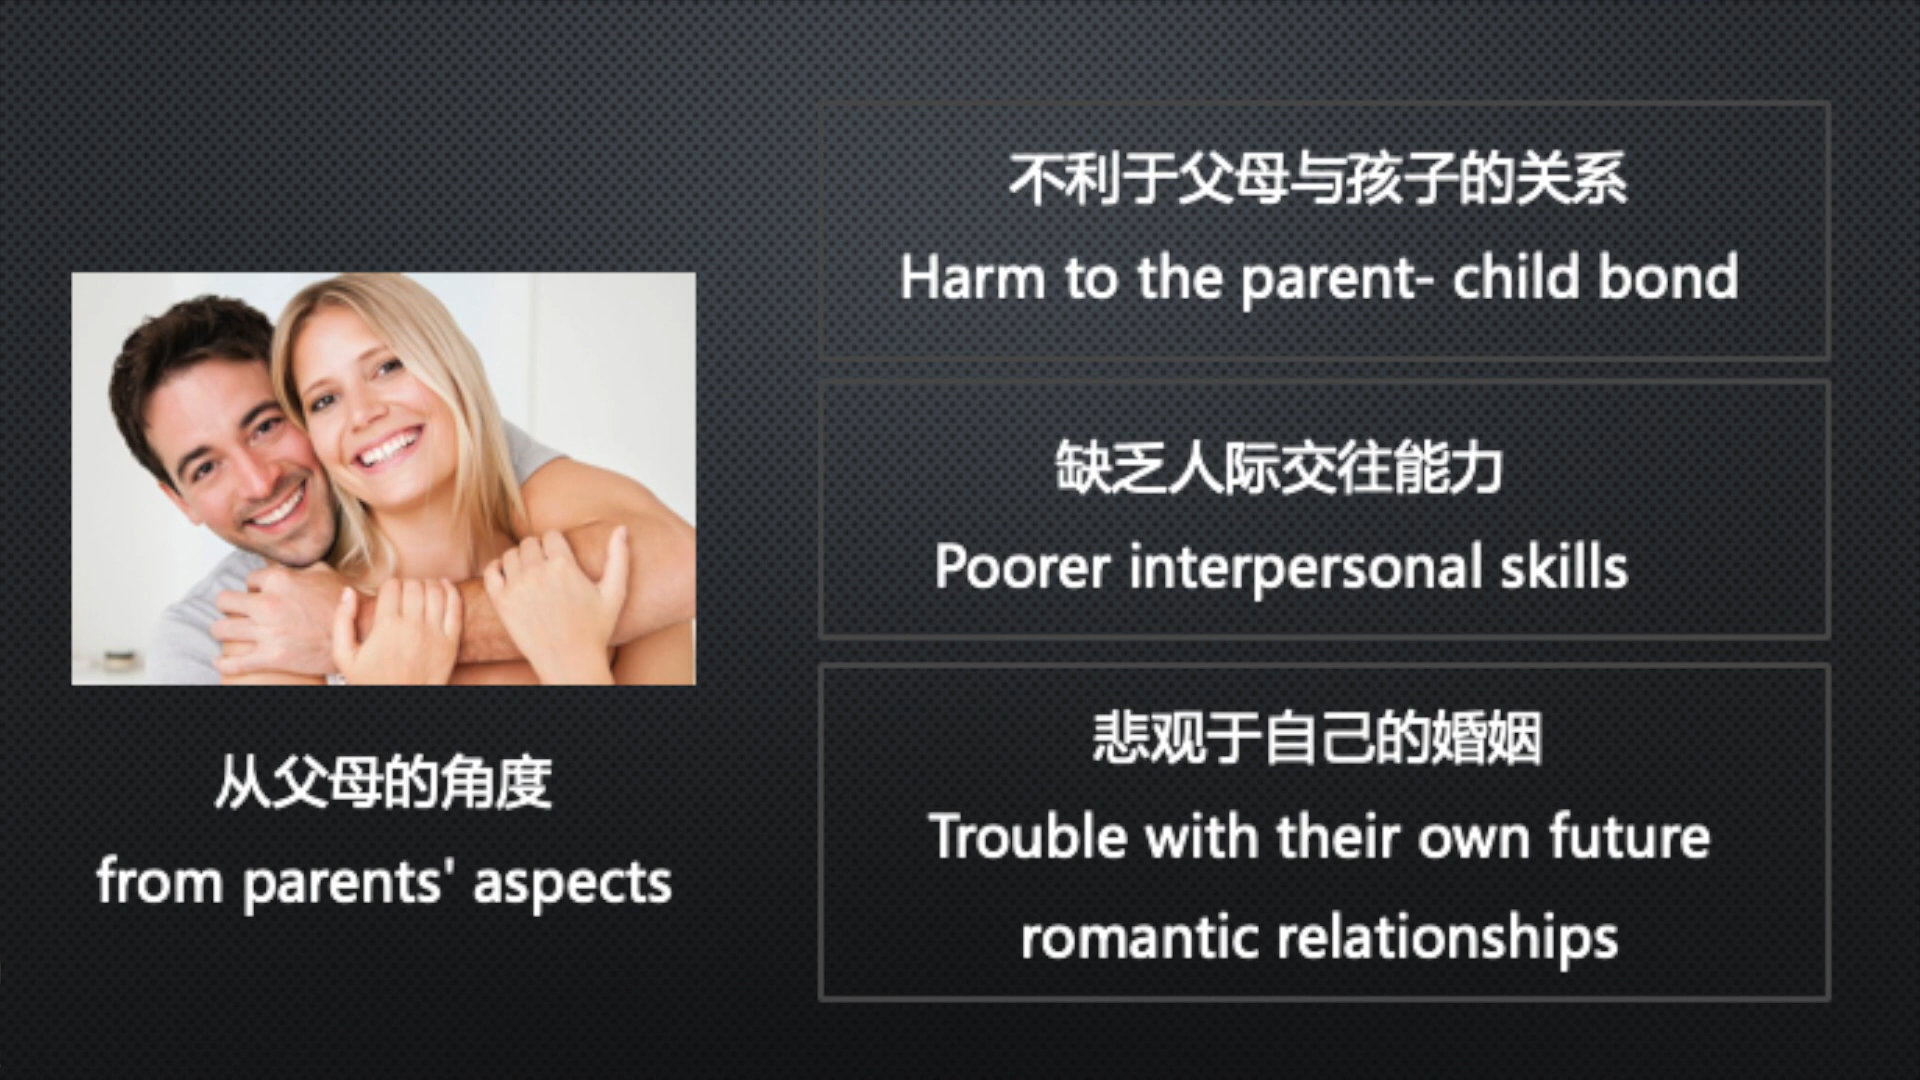 从父母的角度
from parents' aspects
不利于父母与孩子的关系
Harm to the parent- child bond
缺乏人际交往能力
Poorer interpersonal skills
悲观于自己的婚姻
Trouble with their own future
romantic relationships